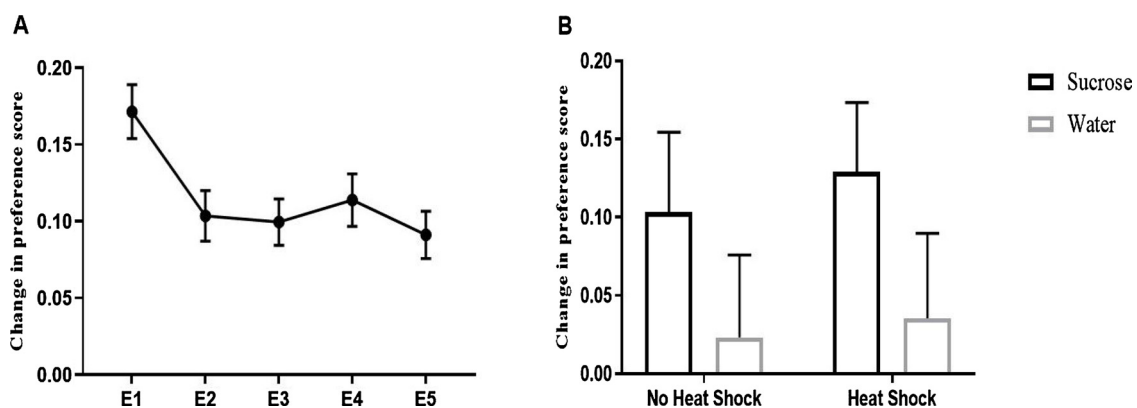 A
Change in preference score
0.20
0.15
0.10
0.05
0.00
E1 E2 E3 E4 E5
B
Change in preference score
0.20
0.15
0.10
0.05
0.00
No Heat Shock Heat Shock
Sucrose
Water